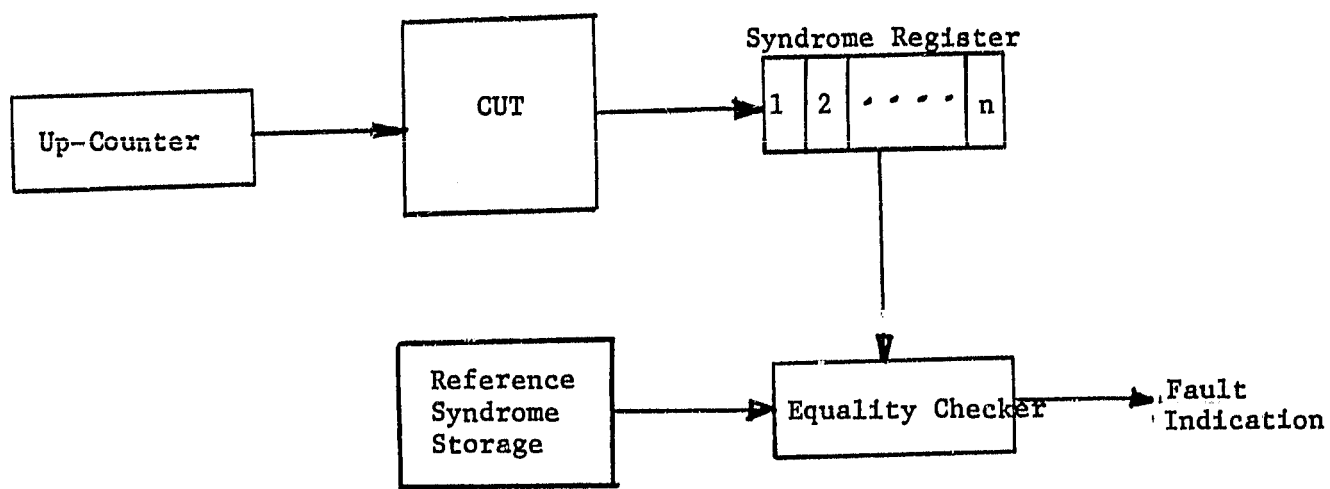 Syndrome Register
Up-Counter
CUT
1 2 · · · · n
Reference
Syndrome
Storage
Equality Checker
Fault
Indication